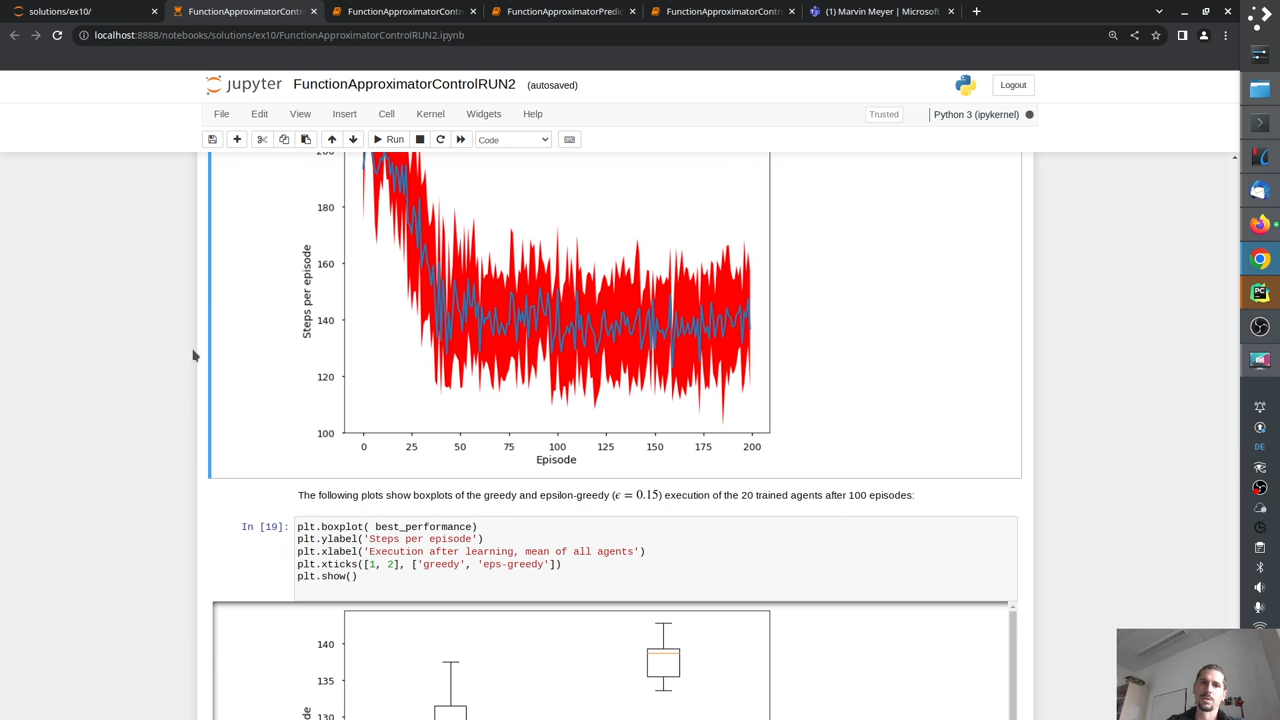 solutions/ex10/
FunctionApproximatorContr
FunctionApproximatorContr
FunctionApproximatorPredic
FunctionApproximatorContr
(4) Marvin Meyer | Microsoft
localhost:8888/notebooks/solutions/ex10/FunctionApproximatorControlRUN2.ipynb
jupyter FunctionApproximatorControlRUN2 (autosaved)
Logout
File Edit View Insert Cell Kernel Widgets Help
Trusted
Python 3 (ipykernel)
Run
Code
200
180
160
140
120
100
Steps per episode
0 25 50 75 100 125 150 175 200
Episode
The following plots show boxplots of the greedy and epsilon-greedy (ϵ = 0.15) execution of the 20 trained agents after 100 episodes:
In [19]:
plt.boxplot( best_performance)
plt.ylabel('Steps per episode')
plt.xlabel('Execution after learning, mean of all agents')
plt.xticks([1, 2], ['greedy', 'eps-greedy'])
plt.show()
140
135
130
de
DE
PC